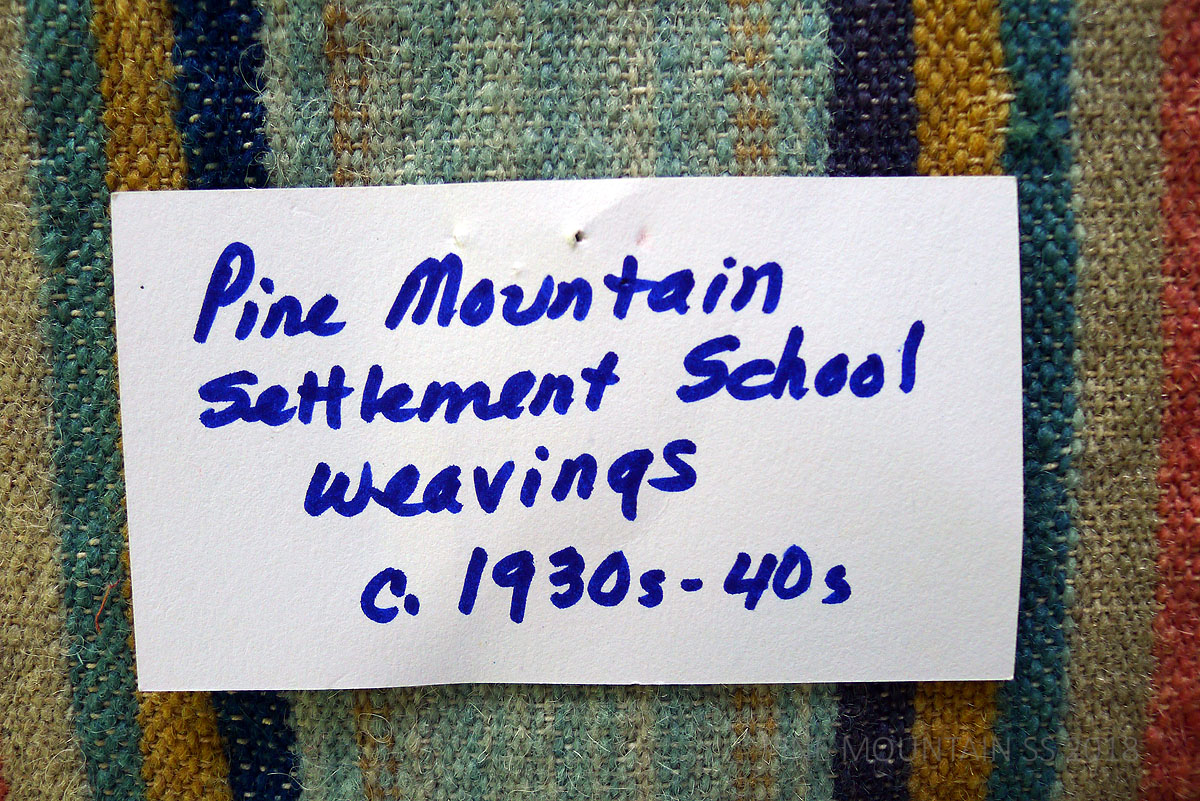 Pine Mountain
Settlement School
weavings
c. 1930s-40s
MOUNTAIN SS 2018